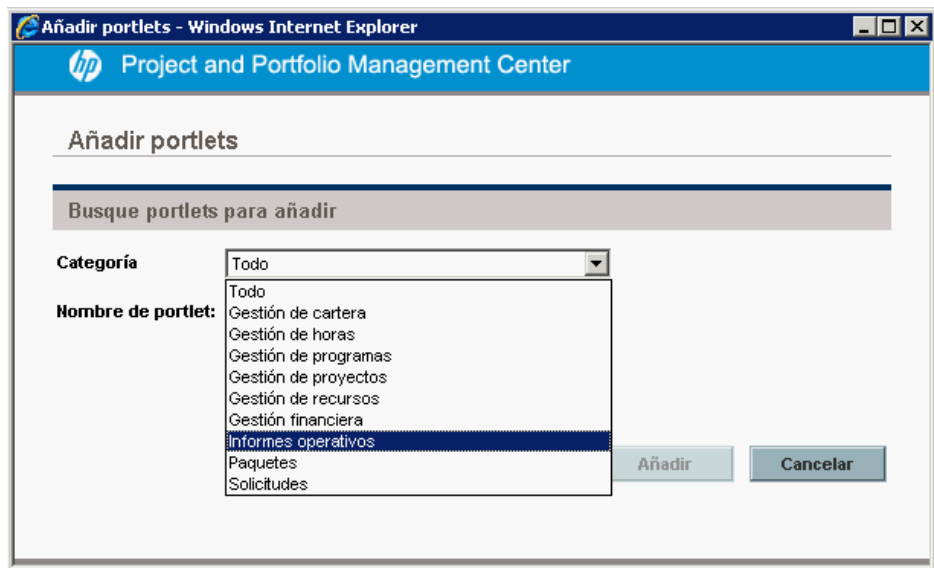 Añadir portlets - Windows Internet Explorer
hp Project and Portfolio Management Center
Añadir portlets
Busque portlets para añadir
Categoría Todo
Todo
Nombre de portlet: Gestión de cartera
Gestión de horas
Gestión de programas
Gestión de proyectos
Gestión de recursos
Gestión financiera
Informes operativos
Paquetes
Solicitudes
Añadir Cancelar